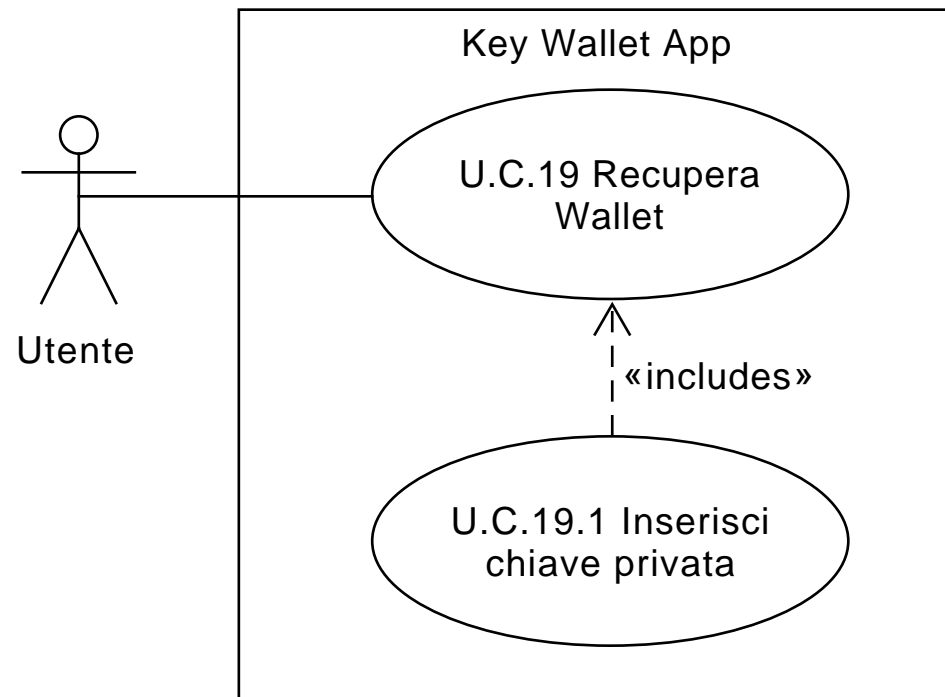 Key Wallet App
U.C.19 Recupera
Wallet
Utente
«includes»
U.C.19.1 Inserisci
chiave privata